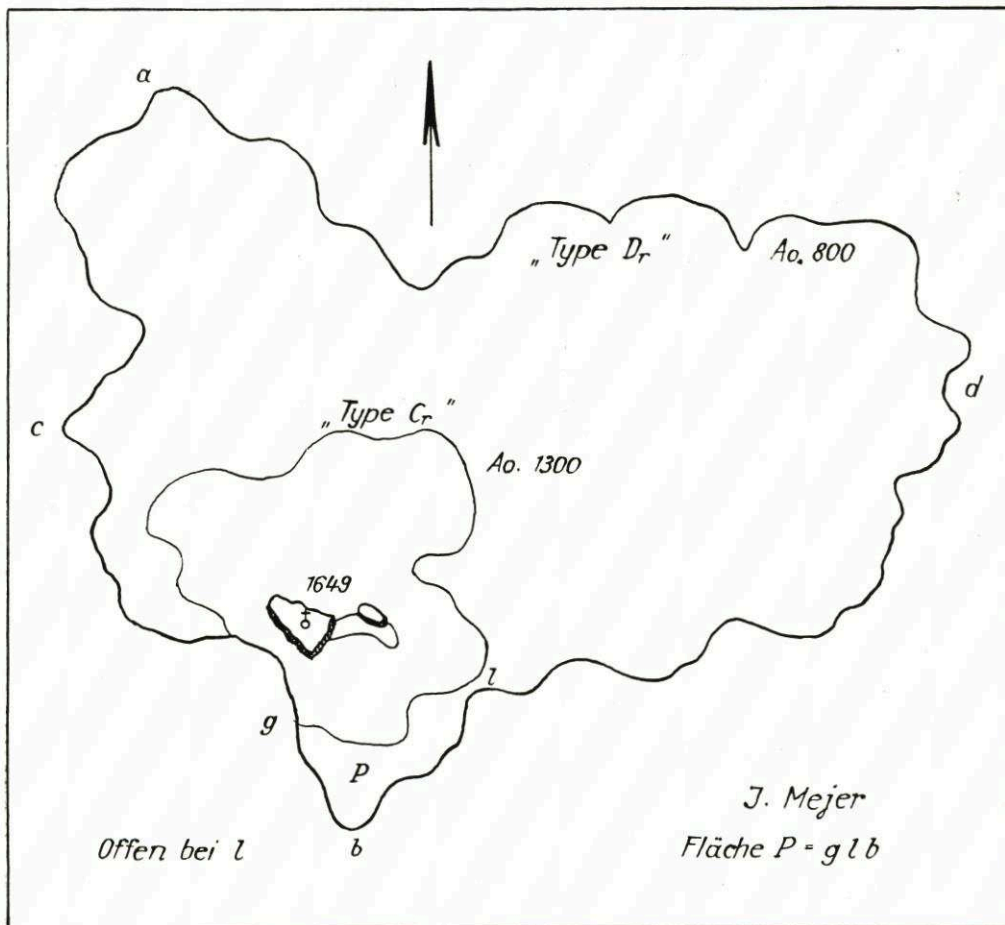 a
„Type Dr”
Ao. 800
d
c
„Type Cr”
Ao. 1300
1649
l
g
P
J. Mejer
Offen bei l
b
Fläche P = g l b